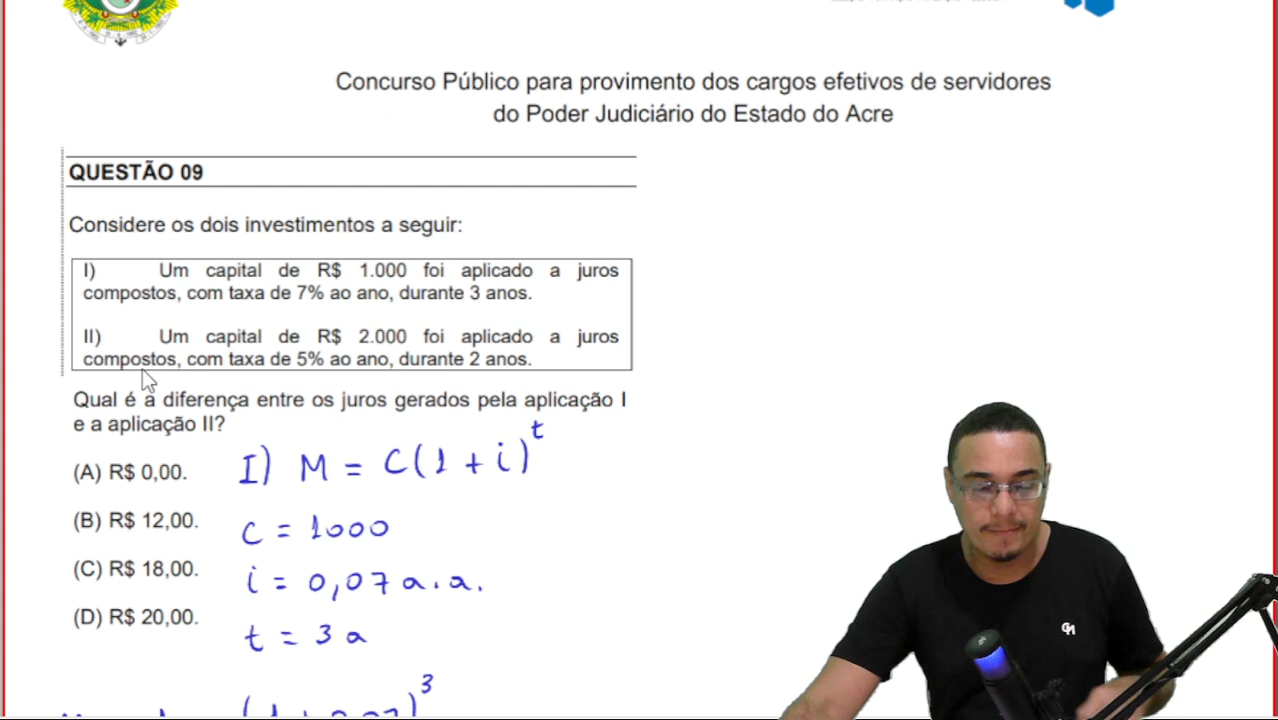 Concurso Público para provimento dos cargos efetivos de servidores
do Poder Judiciário do Estado do Acre
QUESTÃO 09
Considere os dois investimentos a seguir:
I) Um capital de R$ 1.000 foi aplicado a juros
compostos, com taxa de 7% ao ano, durante 3 anos.
II) Um capital de R$ 2.000 foi aplicado a juros
compostos, com taxa de 5% ao ano, durante 2 anos.
Qual é a diferença entre os juros gerados pela aplicação I
e a aplicação II?
(A) R$ 0,00.
(B) R$ 12,00.
(C) R$ 18,00.
(D) R$ 20,00.
I) M = C(1 + i)^t
C = 1000
i = 0,07 a.a.
t = 3 a
(1 + 0,07)^3